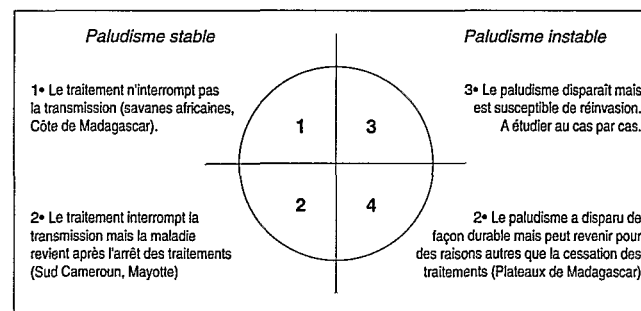 Paludisme stable
Paludisme instable
1• Le traitement n'interrompt pas
la transmission (savanes africaines,
Côte de Madagascar).
3• Le paludisme disparaît mais
est susceptible de réinvasion.
A étudier au cas par cas.
1
3
2
4
2• Le traitement interrompt la
transmission mais la maladie
revient après l'arrêt des traitements
(Sud Cameroun, Mayotte)
2• Le paludisme a disparu de
façon durable mais peut revenir pour
des raisons autres que la cessation des
traitements (Plateaux de Madagascar)